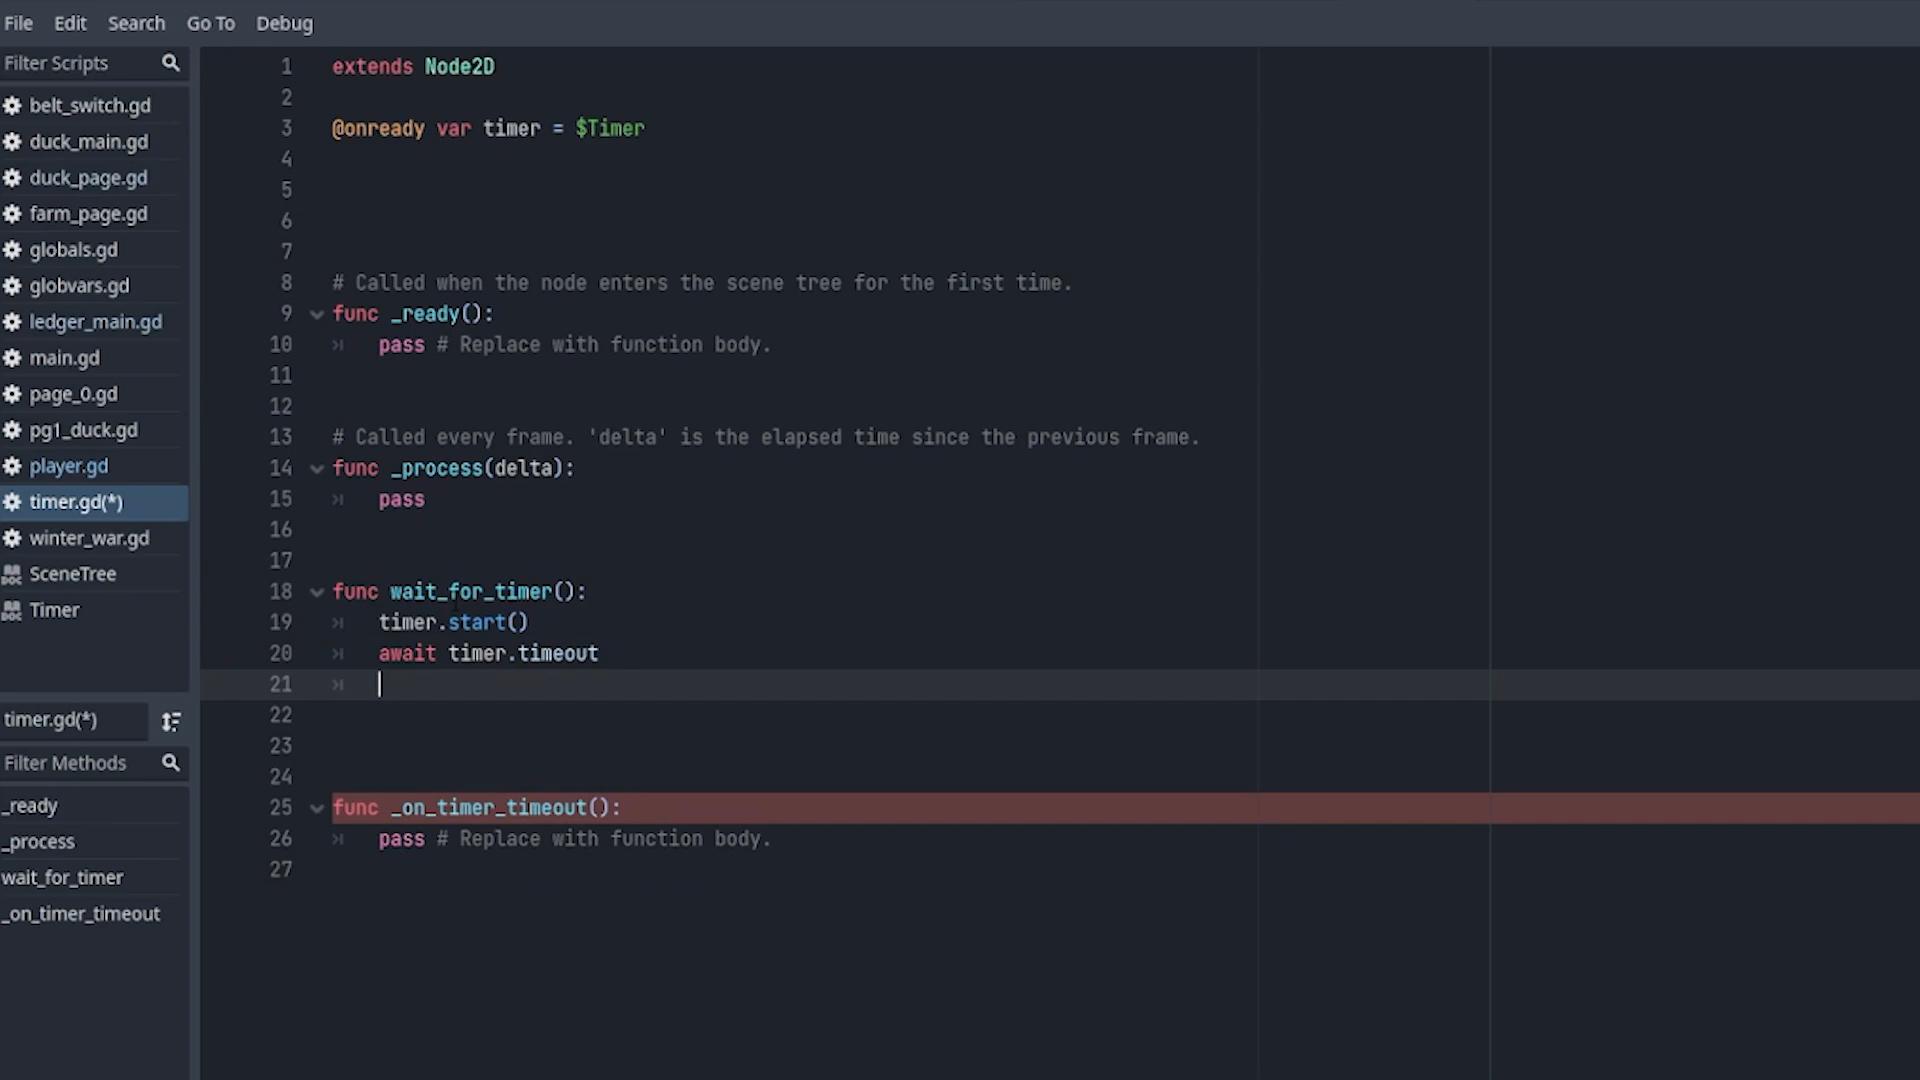 File Edit Search Go To Debug
Filter Scripts
belt_switch.gd
duck_main.gd
duck_page.gd
farm_page.gd
globals.gd
globvars.gd
ledger_main.gd
main.gd
page_0.gd
pg1_duck.gd
player.gd
timer.gd(*)
winter_war.gd
DOC SceneTree
DOC Timer
timer.gd(*)
Filter Methods
_ready
_process
wait_for_timer
_on_timer_timeout
1 extends Node2D
2
3 @onready var timer = $Timer
4
5
6
7
8 # Called when the node enters the scene tree for the first time.
9 func _ready():
10 pass # Replace with function body.
11
12
13 # Called every frame. 'delta' is the elapsed time since the previous frame.
14 func _process(delta):
15 pass
16
17
18 func wait_for_timer():
19 timer.start()
20 await timer.timeout
21
22
23
24
25 func _on_timer_timeout():
26 pass # Replace with function body.
27